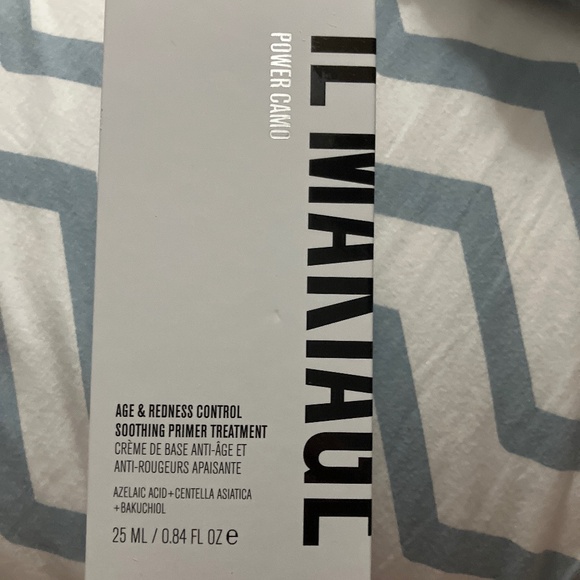 IL MAKIAGE
POWER CAMO
AGE & REDNESS CONTROL
SOOTHING PRIMER TREATMENT
CRÈME DE BASE ANTI-ÂGE ET
ANTI-ROUGEURS APAISANTE
AZELAIC ACID+CENTELLA ASIATICA
+BAKUCHIOL
25 ML / 0.84 FL OZ e